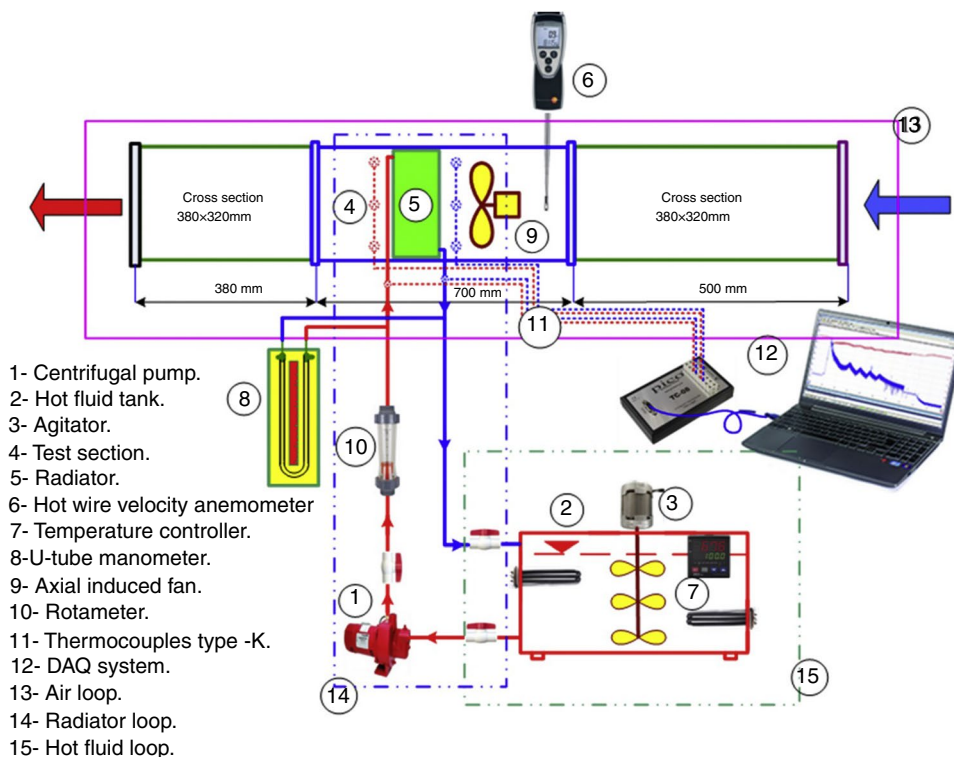 6
13
Cross section
380×320mm
4
5
9
Cross section
380×320mm
380 mm
700 mm
500 mm
11
12
8
10
pico
TC-08
1- Centrifugal pump.
2- Hot fluid tank.
3- Agitator.
4- Test section.
5- Radiator.
6- Hot wire velocity anemometer
7- Temperature controller.
8-U-tube manometer.
9- Axial induced fan.
10- Rotameter.
11- Thermocouples type -K.
12- DAQ system.
13- Air loop.
14- Radiator loop.
15- Hot fluid loop.
2
3
7
1
14
15